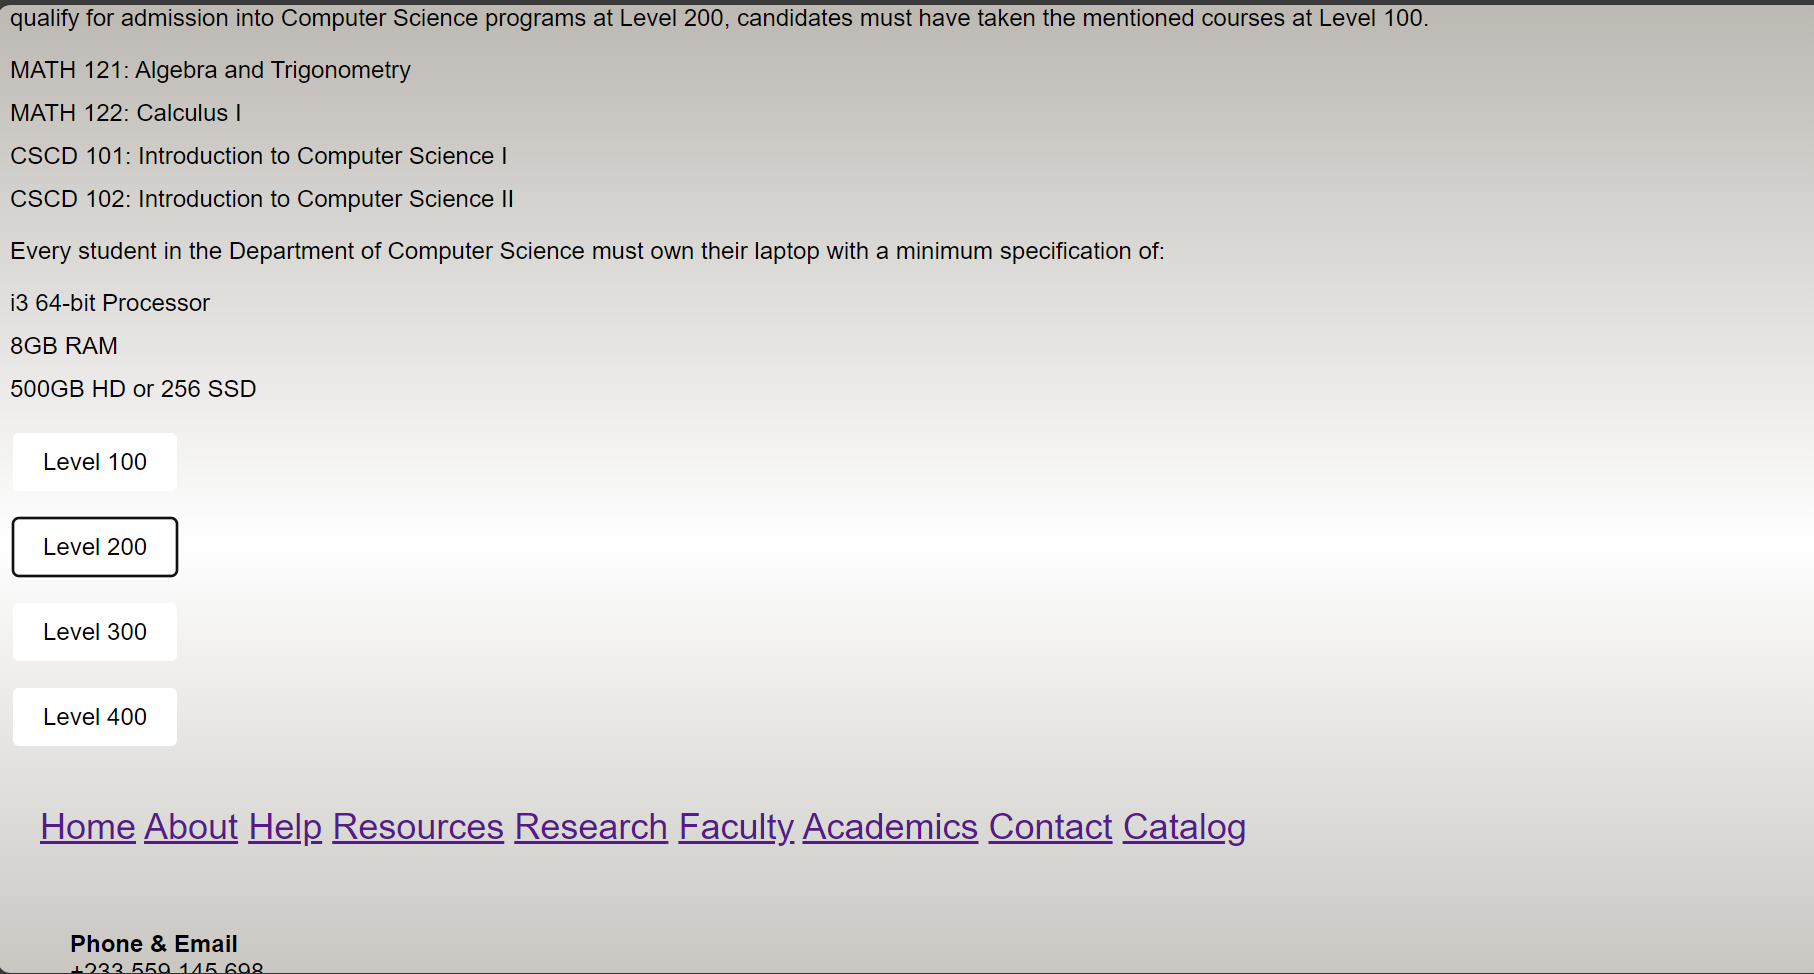 qualify for admission into Computer Science programs at Level 200, candidates must have taken the mentioned courses at Level 100.
MATH 121: Algebra and Trigonometry
MATH 122: Calculus I
CSCD 101: Introduction to Computer Science I
CSCD 102: Introduction to Computer Science II
Every student in the Department of Computer Science must own their laptop with a minimum specification of:
i3 64-bit Processor
8GB RAM
500GB HD or 256 SSD
Level 100
Level 200
Level 300
Level 400
Home About Help Resources Research Faculty Academics Contact Catalog
Phone & Email
+233 559 145 698